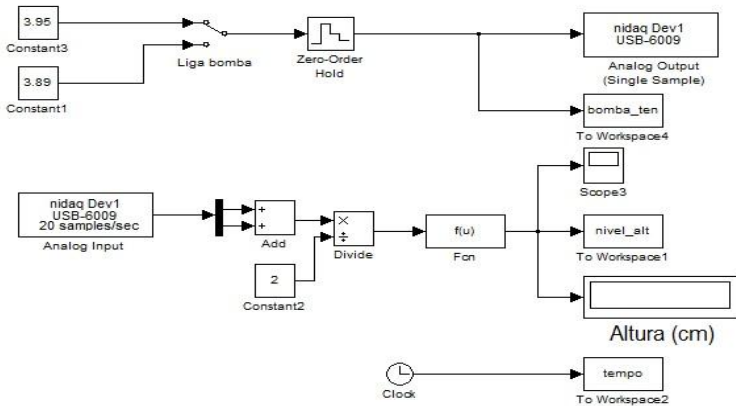 3.95
Constant3
3.89
Constant1
Liga bomba
Zero-Order
Hold
nidaq Dev1
USB-6009
Analog Output
(Single Sample)
bomba_ten
To Workspace4
Scope3
nidaq Dev1
USB-6009
20 samples/sec
Analog Input
+
+
Add
2
Constant2
×
÷
Divide
f(u)
Fcn
nivel_alt
To Workspace1
Altura (cm)
Clock
tempo
To Workspace2